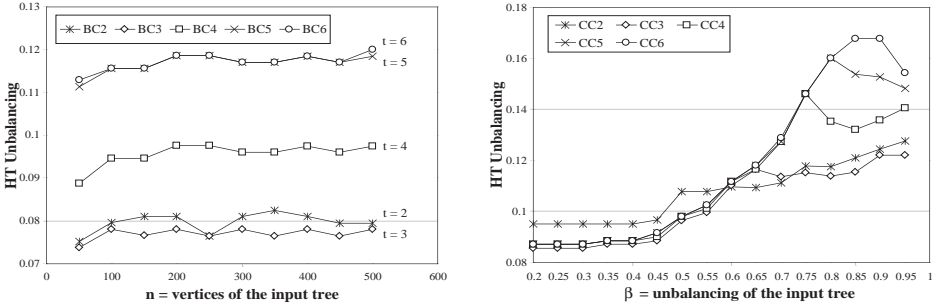 0.13
BC2 BC3 BC4 BC5 BC6
0.12
0.11
0.1
0.09
0.08
0.07
HT Unbalancing
t = 6
t = 5
t = 4
t = 2
t = 3
0 100 200 300 400 500 600
n = vertices of the input tree
0.18
CC2 CC3 CC4
CC5 CC6
0.16
0.14
0.12
0.1
0.08
HT Unbalancing
0.2 0.25 0.3 0.35 0.4 0.45 0.5 0.55 0.6 0.65 0.7 0.75 0.8 0.85 0.9 0.95 1
β = unbalancing of the input tree